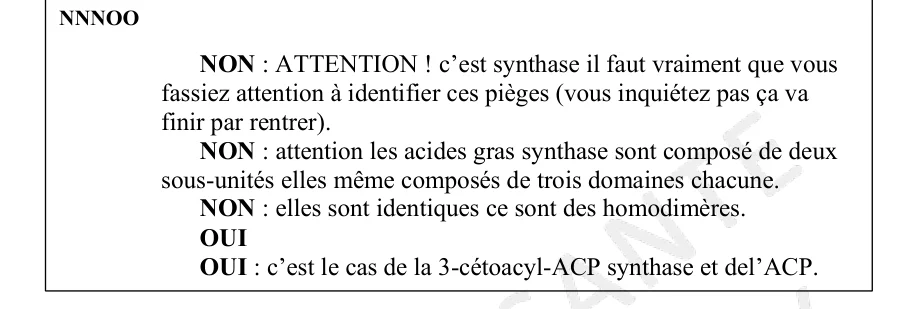 NNNOO
NON : ATTENTION ! c’est synthase il faut vraiment que vous
fassiez attention à identifier ces pièges (vous inquiétez pas ça va
finir par rentrer).
NON : attention les acides gras synthase sont composé de deux
sous-unités elles même composés de trois domaines chacune.
NON : elles sont identiques ce sont des homodimères.
OUI
OUI : c’est le cas de la 3-cétoacyl-ACP synthase et del’ACP.
SANTE